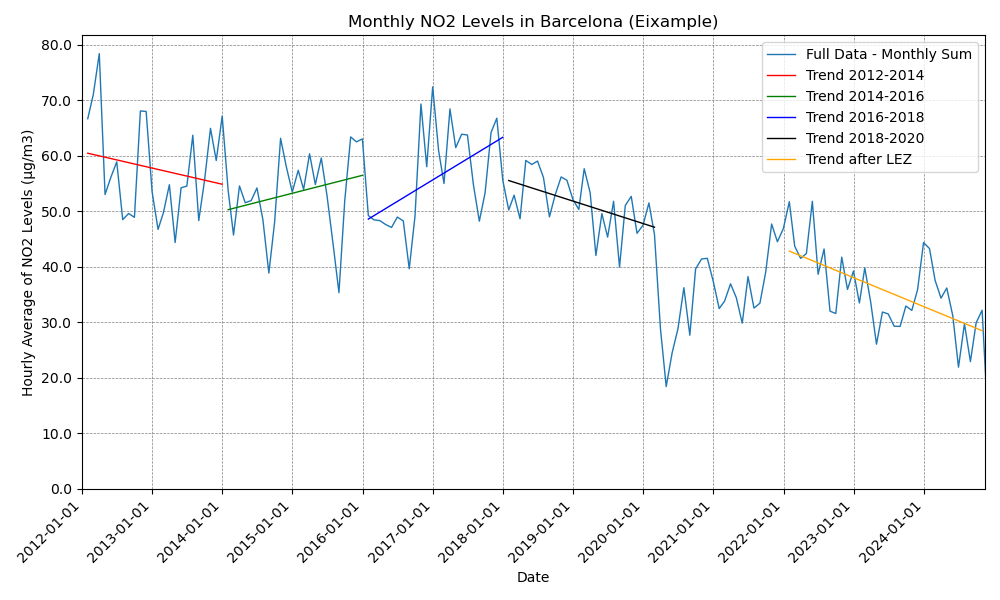 Monthly NO2 Levels in Barcelona (Eixample)
Full Data - Monthly Sum
Trend 2012-2014
Trend 2014-2016
Trend 2016-2018
Trend 2018-2020
Trend after LEZ
Hourly Average of NO2 Levels (µg/m3)
80.0
70.0
60.0
50.0
40.0
30.0
20.0
10.0
0.0
2012-01-01
2013-01-01
2014-01-01
2015-01-01
2016-01-01
2017-01-01
2018-01-01
2019-01-01
2020-01-01
2021-01-01
2022-01-01
2023-01-01
2024-01-01
Date